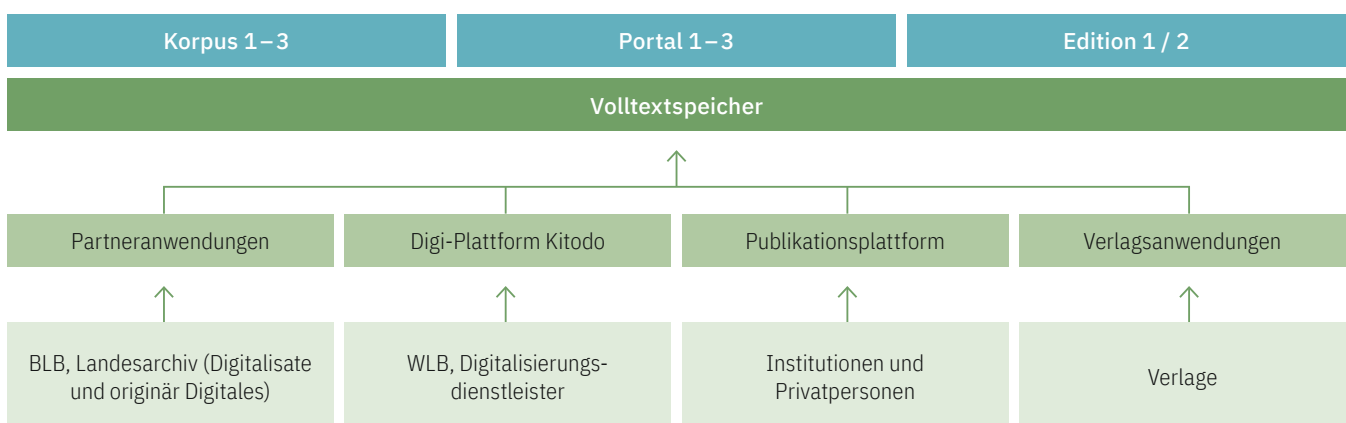 Korpus 1–3
Portal 1–3
Edition 1 / 2
Volltextspeicher
Partneranwendungen
Digi-Plattform Kitodo
Publikationsplattform
Verlagsanwendungen
BLB, Landesarchiv (Digitalisate
und originär Digitales)
WLB, Digitalisierungs-
dienstleister
Institutionen und
Privatpersonen
Verlage